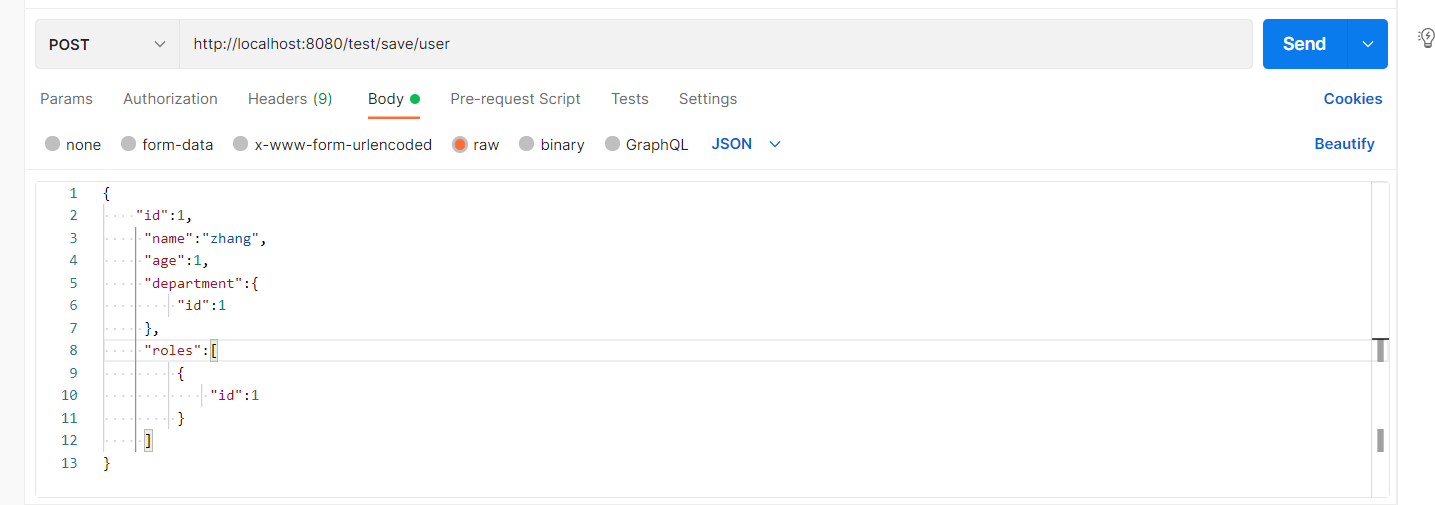 POST http://localhost:8080/test/save/user Send
Params Authorization Headers (9) Body Pre-request Script Tests Settings Cookies
none form-data x-www-form-urlencoded raw binary GraphQL JSON Beautify
1 {
2 "id":1,
3 "name":"zhang",
4 "age":1,
5 "department":{
6 "id":1
7 },
8 "roles":[
9 {
10 "id":1
11 }
12 ]
13 }